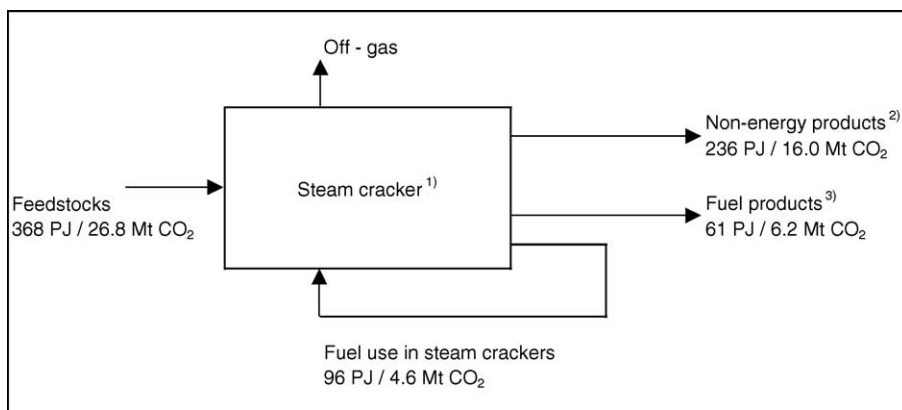 Off - gas
Non-energy products 2)
236 PJ / 16.0 Mt CO2
Steam cracker 1)
Feedstocks
368 PJ / 26.8 Mt CO2
Fuel products 3)
61 PJ / 6.2 Mt CO2
Fuel use in steam crackers
96 PJ / 4.6 Mt CO2